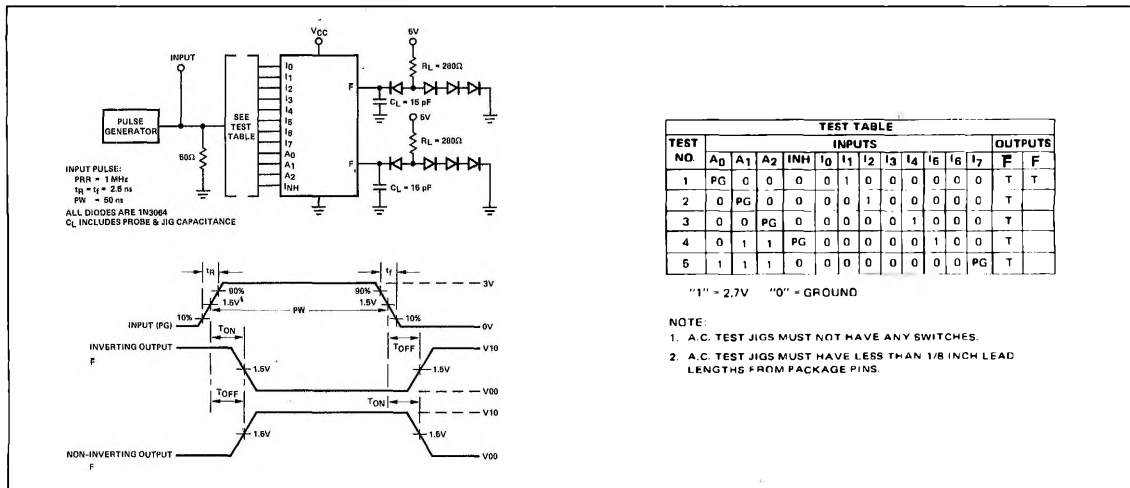 VCC
INPUT
PULSE GENERATOR
60Ω
SEE TEST TABLE
I0
I1
I2
I3
I4
I5
I6
I7
A0
A1
A2
INH
F̅
F
5V
RL = 280Ω
CL = 15 pF
5V
RL = 280Ω
CL = 15 pF
INPUT PULSE:
PRR = 1 MHz
tR = tf = 2.5 ns
PW = 50 ns
ALL DIODES ARE 1N3064
CL INCLUDES PROBE & JIG CAPACITANCE
tR
tf
90%
90%
3V
1.5V
PW
1.5V
10%
10%
INPUT (PG)
0V
TON
TOFF
INVERTING OUTPUT
F̅
V10
1.5V
1.5V
V00
TOFF
TON
V10
1.5V
1.5V
NON-INVERTING OUTPUT
F
V00
TEST TABLE
TEST NO. INPUTS OUTPUTS
A0 A1 A2 INH I0 I1 I2 I3 I4 I5 I6 I7 F̅ F
1 PG 0 0 0 0 1 0 0 0 0 0 0 T T
2 0 PG 0 0 0 0 1 0 0 0 0 0 T
3 0 0 PG 0 0 0 0 0 1 0 0 0 T
4 0 1 1 PG 0 0 0 0 0 1 0 0 T
5 1 1 1 0 0 0 0 0 0 0 0 PG T
"1" = 2.7V "0" = GROUND
NOTE:
1. A.C. TEST JIGS MUST NOT HAVE ANY SWITCHES.
2. A.C. TEST JIGS MUST HAVE LESS THAN 1/8 INCH LEAD
LENGTHS FROM PACKAGE PINS.